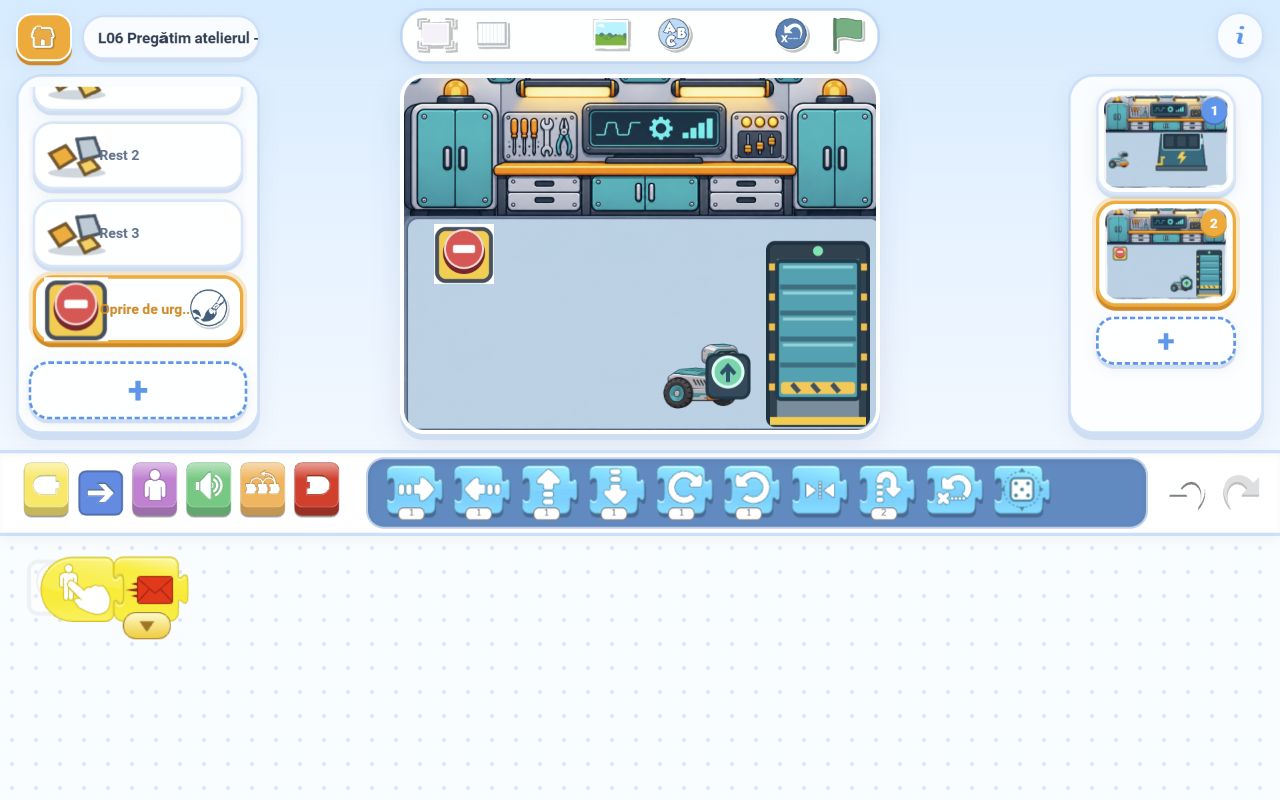 L06 Pregătim atelierul -
A B C
x
i
Rest 2
Rest 3
Oprire de urg..
+
1
2
+
1
1
1
1
1
1
2
x